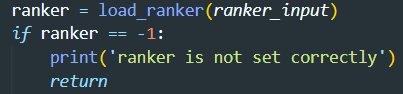 ranker = load_ranker(ranker_input)
if ranker == -1:
    print('ranker is not set correctly')
    return